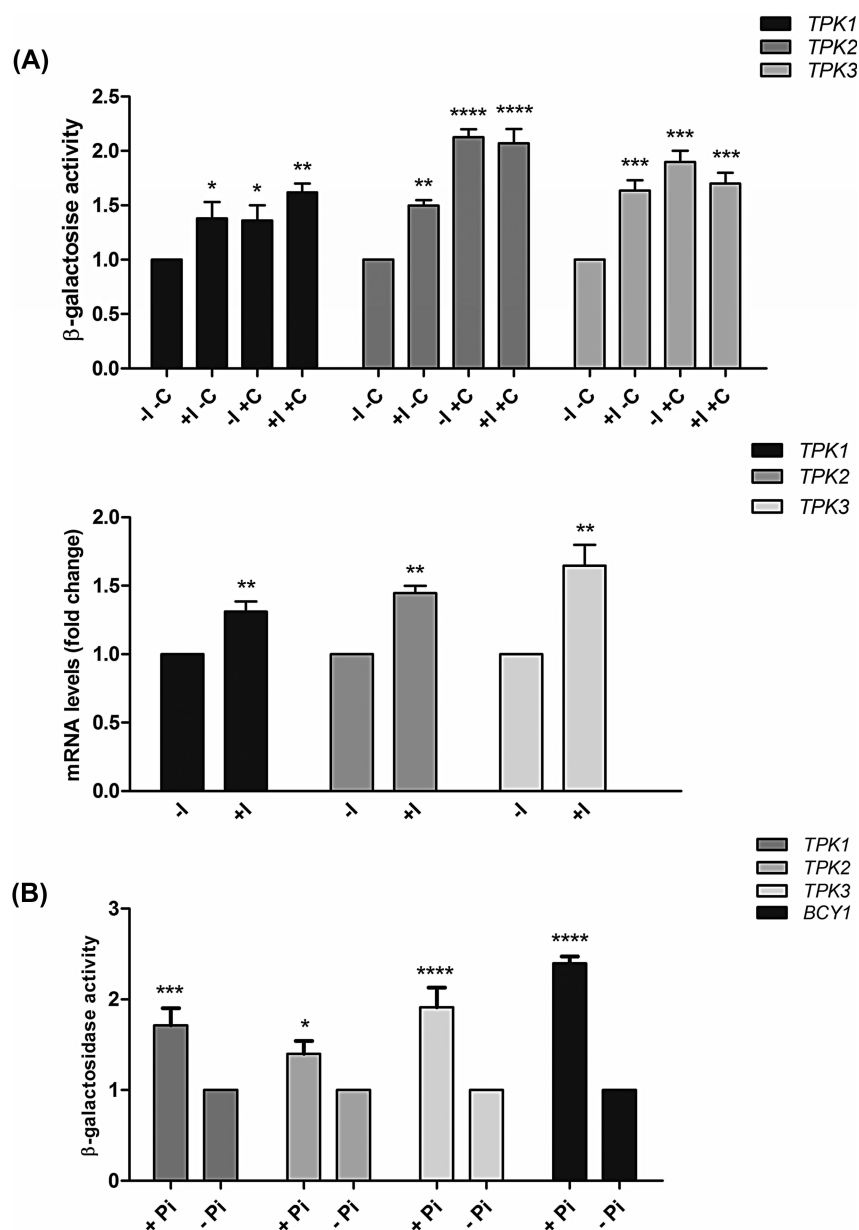 (A)
TPK1
TPK2
TPK3
β-galactosise activity
2.5
2.0
1.5
1.0
0.5
0.0
* * **
** **** ****
*** *** ***
-I -C +I -C -I +C +I +C -I -C +I -C -I +C +I +C -I -C +I -C -I +C +I +C
TPK1
TPK2
TPK3
mRNA levels (fold change)
2.0
1.5
1.0
0.5
0.0
** ** **
-I +I -I +I -I +I
(B)
TPK1
TPK2
TPK3
BCY1
β-galactosidase activity
3
2
1
0
*** * **** ****
+ Pi - Pi + Pi - Pi + Pi - Pi + Pi - Pi